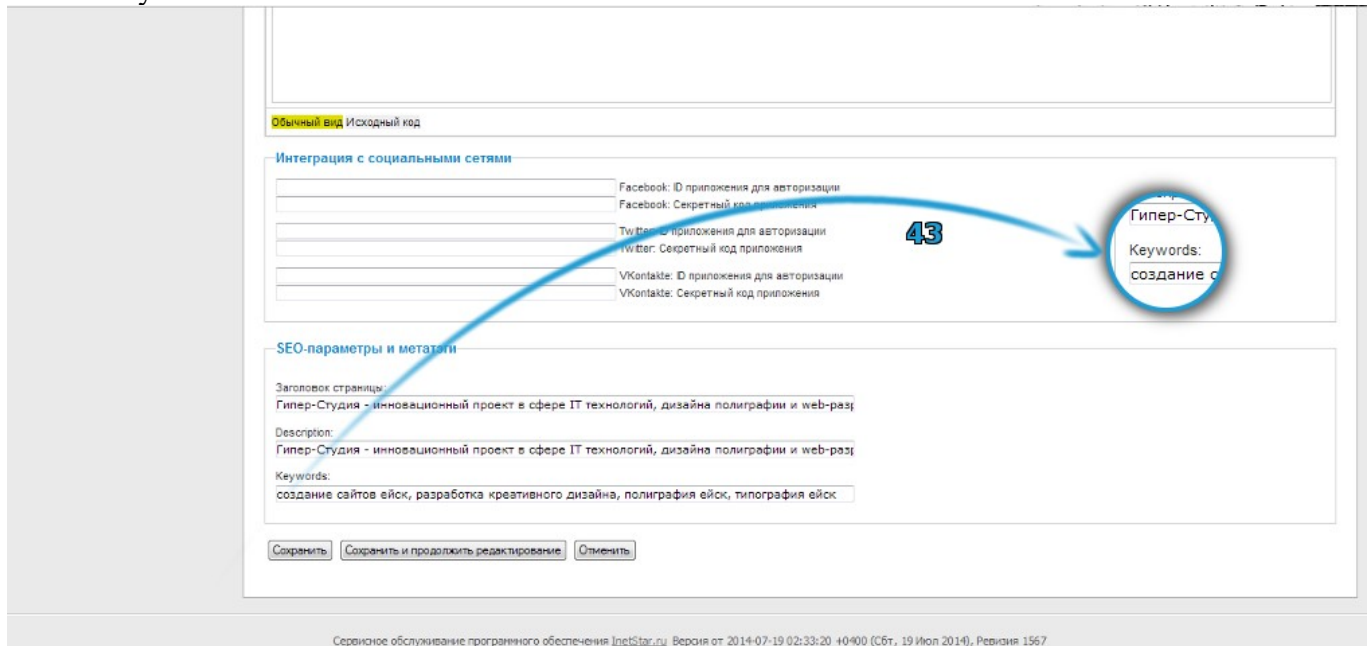 Обычный вид Исходный код
Интеграция с социальными сетями
Facebook: ID приложения для авторизации
Facebook: Секретный код приложения
Twitter: ID приложения для авторизации
Twitter: Секретный код приложения
VKontakte: ID приложения для авторизации
VKontakte: Секретный код приложения
43
Гипер-Сту
Keywords:
создание с
SEO-параметры и метатэги
Заголовок страницы:
Гипер-Студия - инновационный проект в сфере IT технологий, дизайна полиграфии и web-разр
Description:
Гипер-Студия - инновационный проект в сфере IT технологий, дизайна полиграфии и web-разр
Keywords:
создание сайтов ейск, разработка креативного дизайна, полиграфия ейск, типография ейск
Сохранить Сохранить и продолжить редактирование Отменить
Сервисное обслуживание программного обеспечения InetStar.ru Версия от 2014-07-19 02:33:20 +0400 (Сбт, 19 Июл 2014), Ревизия 1567